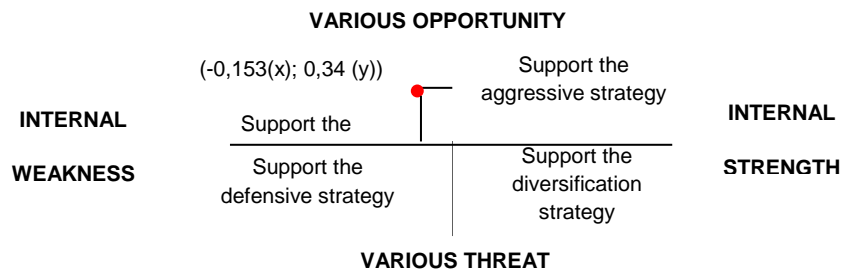 VARIOUS OPPORTUNITY
(-0,153(x); 0,34 (y))
Support the
aggressive strategy
INTERNAL
WEAKNESS
Support the
INTERNAL
STRENGTH
Support the
defensive strategy
Support the
diversification
strategy
VARIOUS THREAT